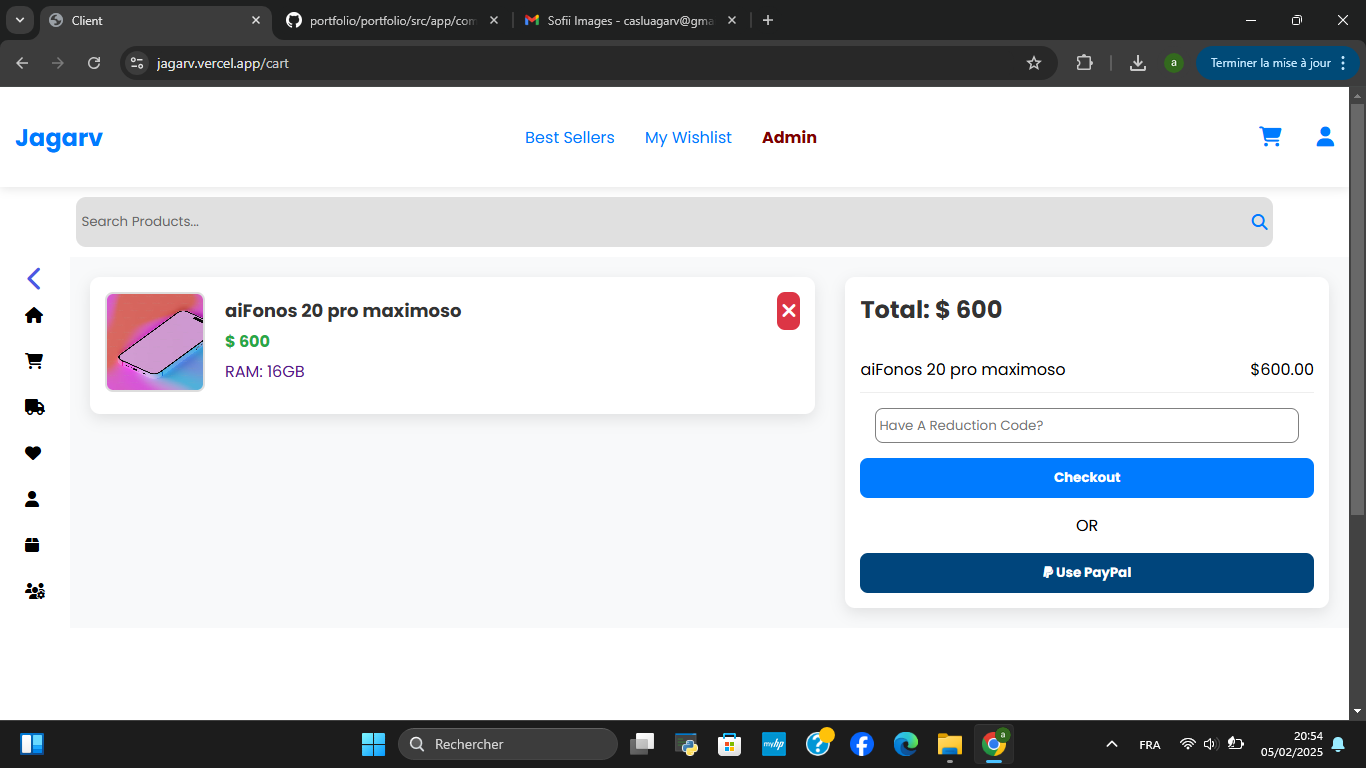 Client
portfolio/portfolio/src/app/com
Sofii Images - casluagarv@gma
jagarv.vercel.app/cart
a
Terminer la mise à jour
Jagarv
Best Sellers
My Wishlist
Admin
Search Products...
aiFonos 20 pro maximoso
$ 600
RAM: 16GB
Total: $ 600
aiFonos 20 pro maximoso
$600.00
Have A Reduction Code?
Checkout
OR
Use PayPal
Rechercher
myhp
a
FRA
20:54
05/02/2025